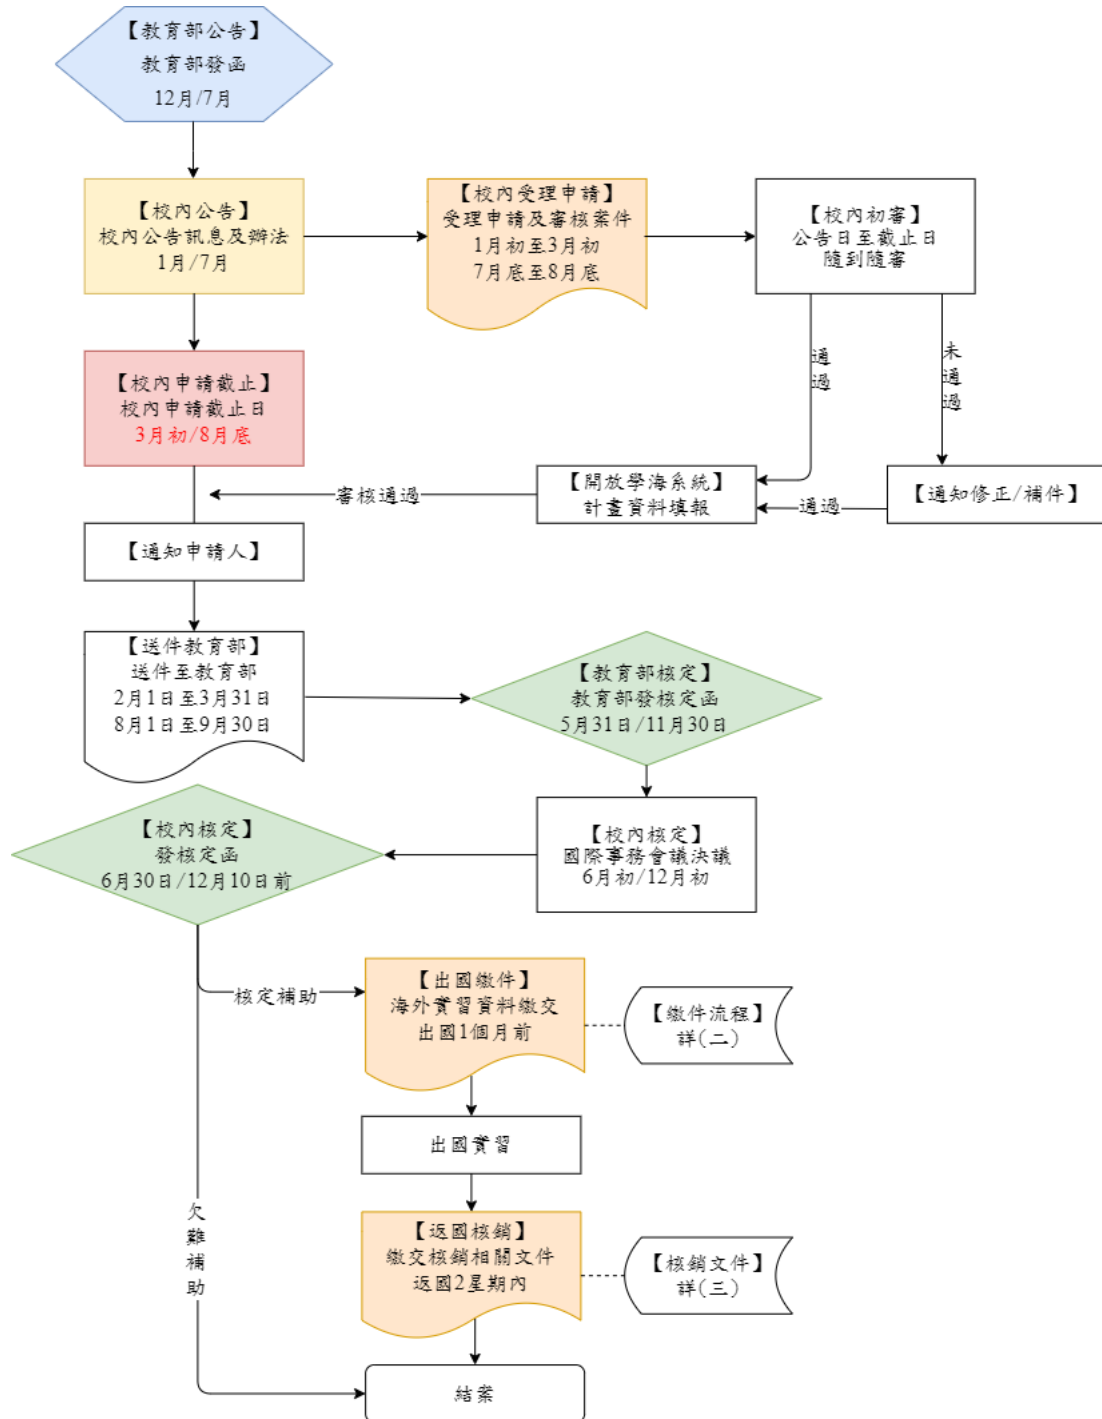 【教育部公告】
教育部發函
12月/7月
【校內公告】
校內公告訊息及辦法
1月/7月
【校內受理申請】
受理申請及審核案件
1月初至3月初
7月底至8月底
【校內初審】
公告日至截止日
隨到隨審
通過
未通過
【校內申請截止】
校內申請截止日
3月初/8月底
審核通過
【開放學海系統】
計畫資料填報
通過
【通知修正/補件】
【通知申請人】
【送件教育部】
送件至教育部
2月1日至3月31日
8月1日至9月30日
【教育部核定】
教育部發核定函
5月31日/11月30日
【校內核定】
國際事務會議決議
6月初/12月初
【校內核定】
發核定函
6月30日/12月10日前
核定補助
【出國繳件】
海外實習資料繳交
出國1個月前
【繳件流程】
詳(二)
出國實習
欠難補助
【返國核銷】
繳交核銷相關文件
返國2星期內
【核銷文件】
詳(三)
結案